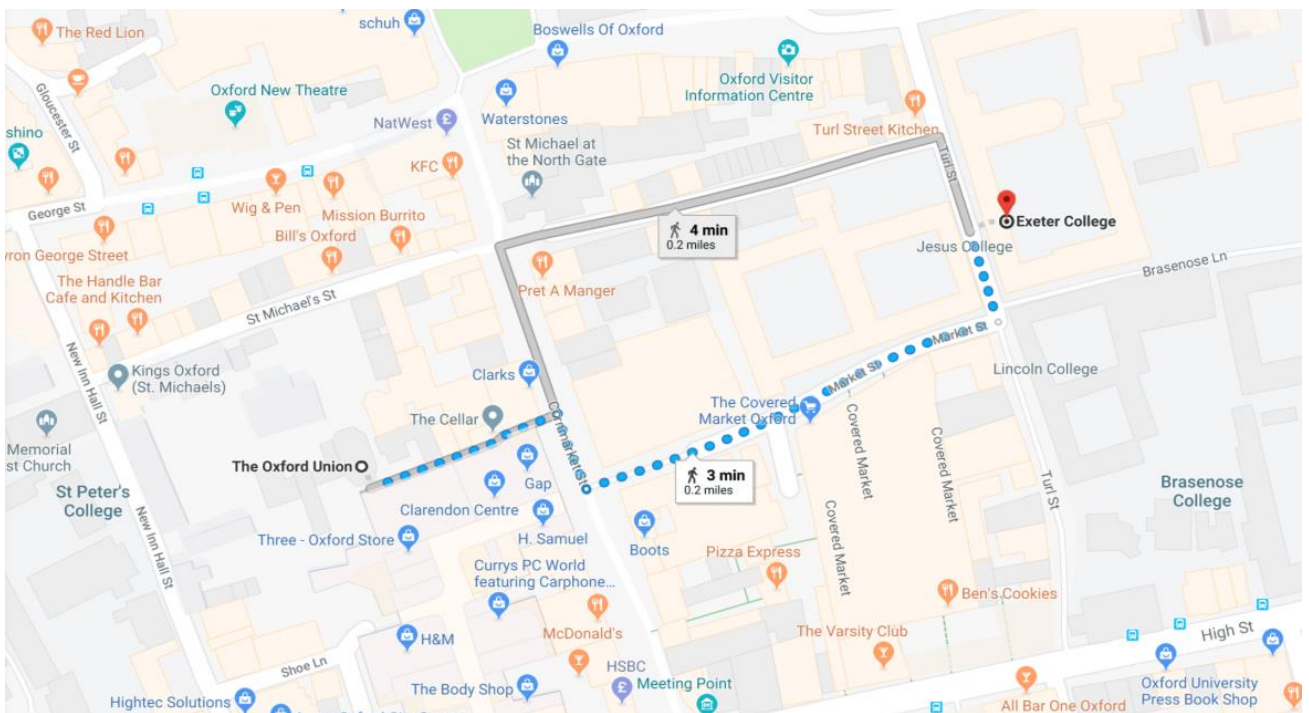 schuh
The Red Lion
Boswells Of Oxford
Oxford Visitor
Information Centre
Oxford New Theatre
Gloucester St
shino
NatWest
Waterstones
Turl Street Kitchen
St Michael at
the North Gate
KFC
Turl St
George St
Wig & Pen
Mission Burrito
Bill's Oxford
4 min
0.2 miles
Exeter College
Jesus College
yron George Street
The Handle Bar
Cafe and Kitchen
St Michael's St
Pret A Manger
Brasenose Ln
New Inn Hall St
Kings Oxford
(St. Michaels)
Clarks
Market St
Market St
Lincoln College
The Cellar
Cornmarket St
The Covered
Market Oxford
Covered Market
Covered Market
Covered Market
Memorial
st Church
The Oxford Union
3 min
0.2 miles
St Peter's
College
Gap
Clarendon Centre
Turl St
Brasenose
College
New Inn Hall St
Three - Oxford Store
H. Samuel
Boots
Pizza Express
Currys PC World
featuring Carphone...
Ben's Cookies
H&M
McDonald's
The Varsity Club
High St
Shoe Ln
HSBC
Meeting Point
The Body Shop
Hightec Solutions
All Bar One Oxford
Oxford University
Press Book Shop